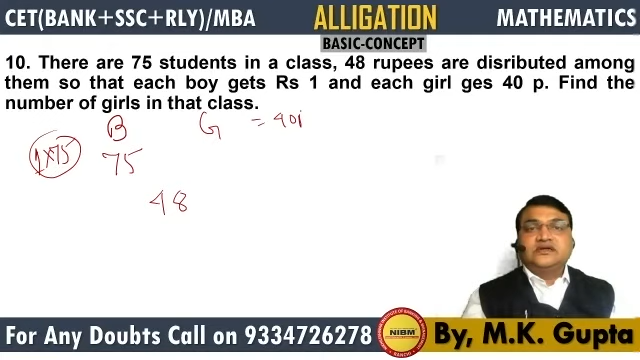 CET(BANK+SSC+RLY)/MBA
ALLIGATION
MATHEMATICS
BASIC-CONCEPT
10. There are 75 students in a class, 48 rupees are disributed among
them so that each boy gets Rs 1 and each girl ges 40 p. Find the
number of girls in that class.
B G = 40P
1×75 75
48
NIBM
RANCHI
For Any Doubts Call on 9334726278
By, M.K. Gupta